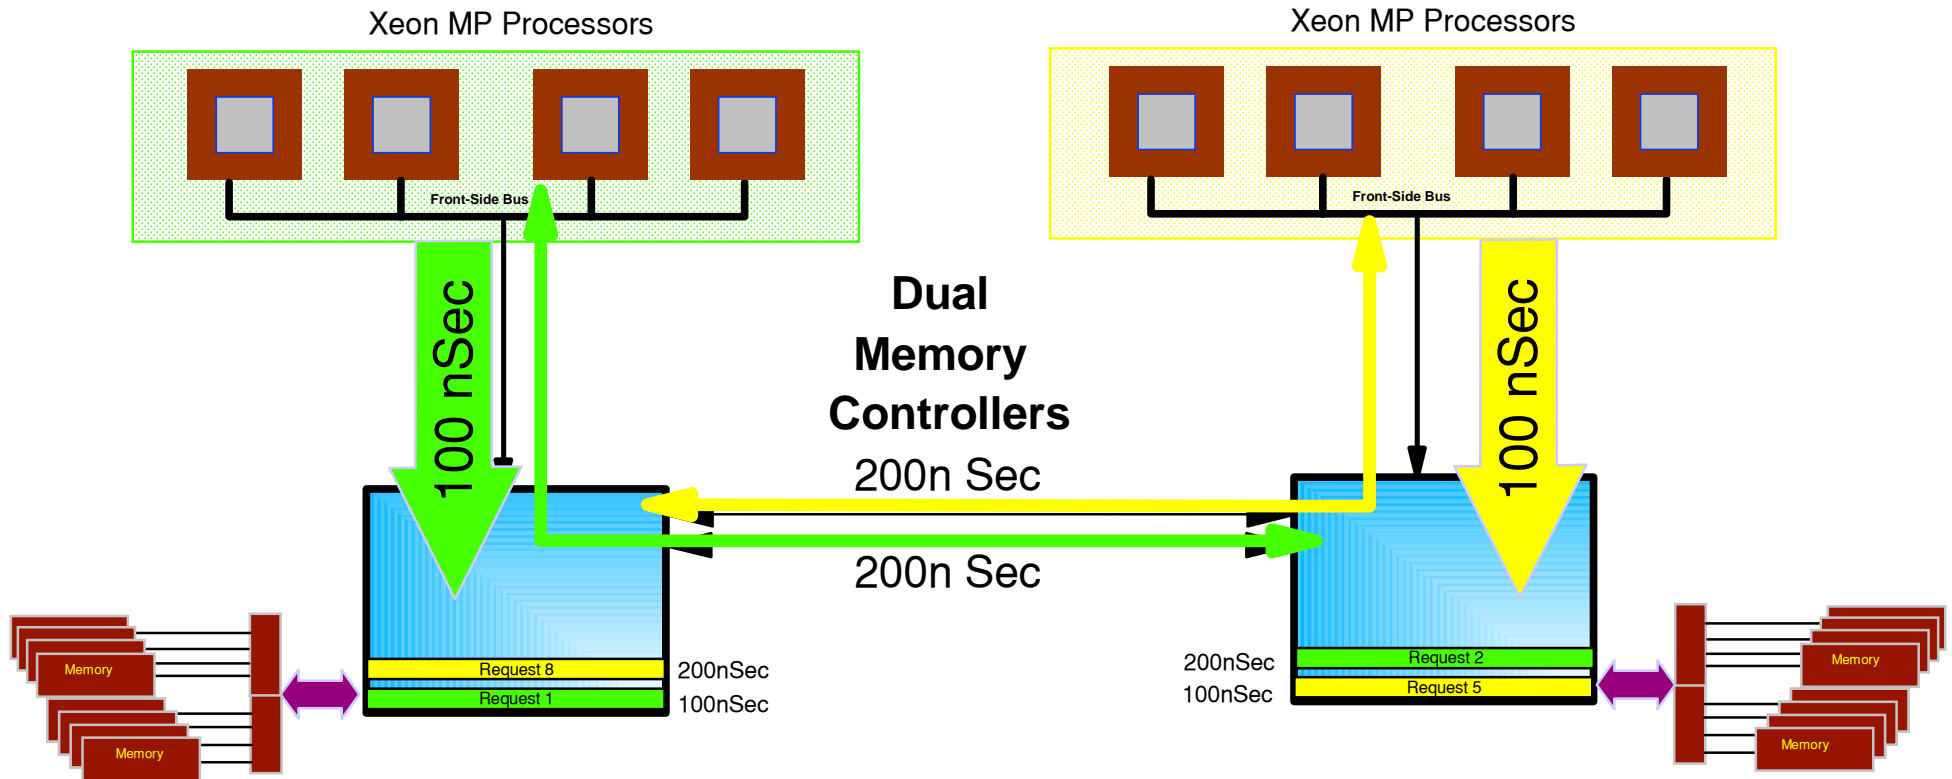 Xeon MP Processors
Xeon MP Processors
Front-Side Bus
Front-Side Bus
100 nSec
100 nSec
Dual
Memory
Controllers
200n Sec
200n Sec
Request 8
200nSec
Request 1
100nSec
200nSec
Request 2
100nSec
Request 5
Memory
Memory
Memory
Memory